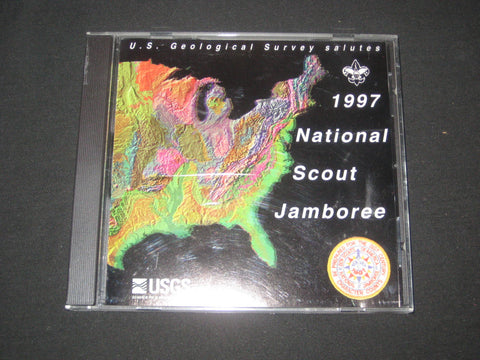 U.S. Geological Survey salutes
1997
National
Scout
Jamboree
USGS